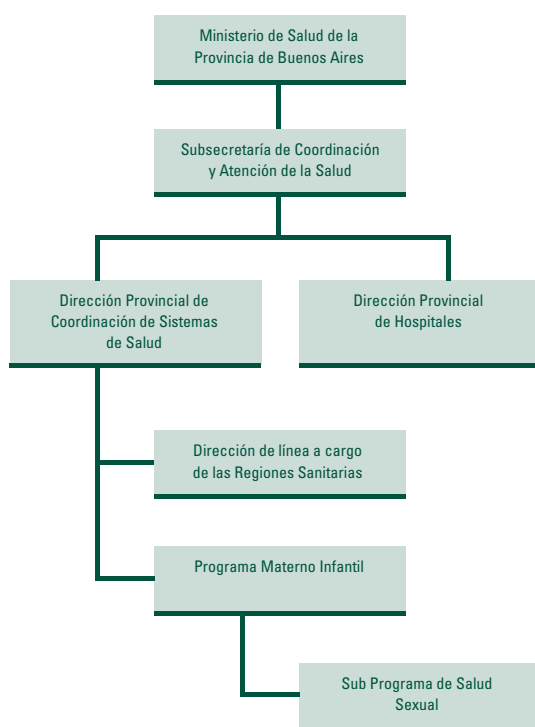 Ministerio de Salud de la
Provincia de Buenos Aires
Subsecretaría de Coordinación
y Atención de la Salud
Dirección Provincial de
Coordinación de Sistemas
de Salud
Dirección Provincial
de Hospitales
Dirección de línea a cargo
de las Regiones Sanitarias
Programa Materno Infantil
Sub Programa de Salud
Sexual